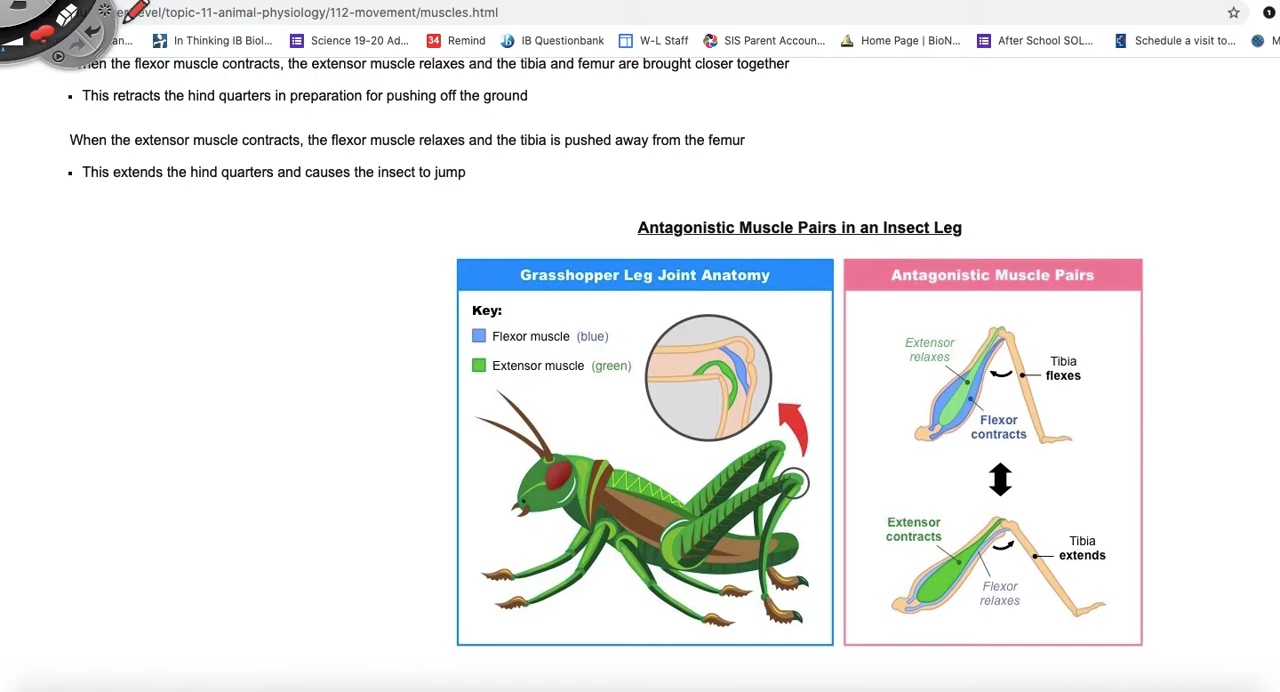 evel/topic-11-animal-physiology/112-movement/muscles.html
an... In Thinking IB Biol... Science 19-20 Ad... 34 Remind IB Questionbank W-L Staff SIS Parent Accoun... Home Page | BioN... After School SOL... Schedule a visit to... M
en the flexor muscle contracts, the extensor muscle relaxes and the tibia and femur are brought closer together
▪ This retracts the hind quarters in preparation for pushing off the ground
When the extensor muscle contracts, the flexor muscle relaxes and the tibia is pushed away from the femur
▪ This extends the hind quarters and causes the insect to jump
Antagonistic Muscle Pairs in an Insect Leg
Grasshopper Leg Joint Anatomy
Key:
Flexor muscle (blue)
Extensor muscle (green)
Antagonistic Muscle Pairs
Extensor
relaxes
Tibia
flexes
Flexor
contracts
Extensor
contracts
Tibia
extends
Flexor
relaxes